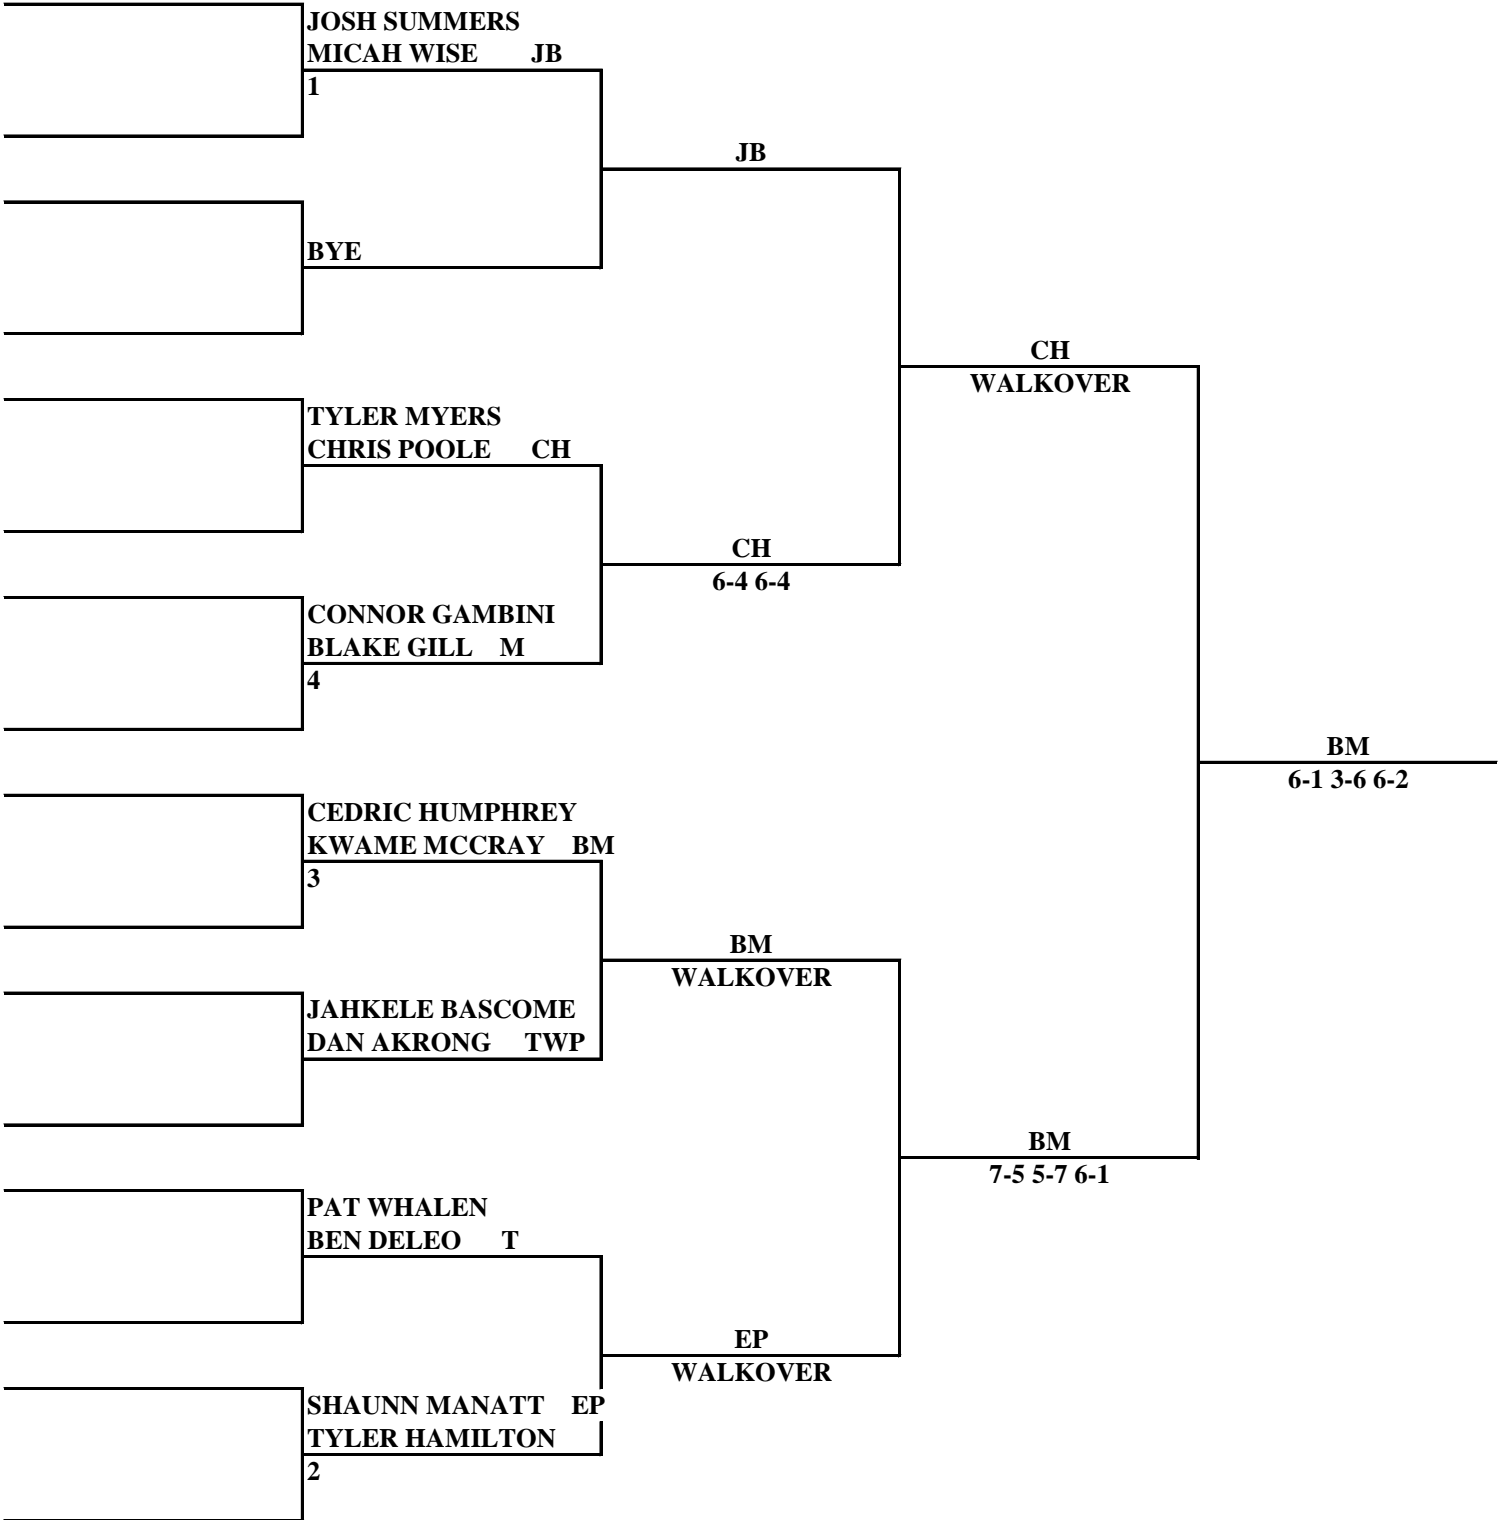 JOSH SUMMERS
MICAH WISE JB
1
JB
BYE
CH
WALKOVER
TYLER MYERS
CHRIS POOLE CH
CH
6-4 6-4
CONNOR GAMBINI
BLAKE GILL M
4
BM
6-1 3-6 6-2
CEDRIC HUMPHREY
KWAME MCCRAY BM
3
BM
WALKOVER
JAHKELE BASCOME
DAN AKRONG TWP
BM
7-5 5-7 6-1
PAT WHALEN
BEN DELEO T
EP
WALKOVER
SHAUNN MANATT EP
TYLER HAMILTON
2